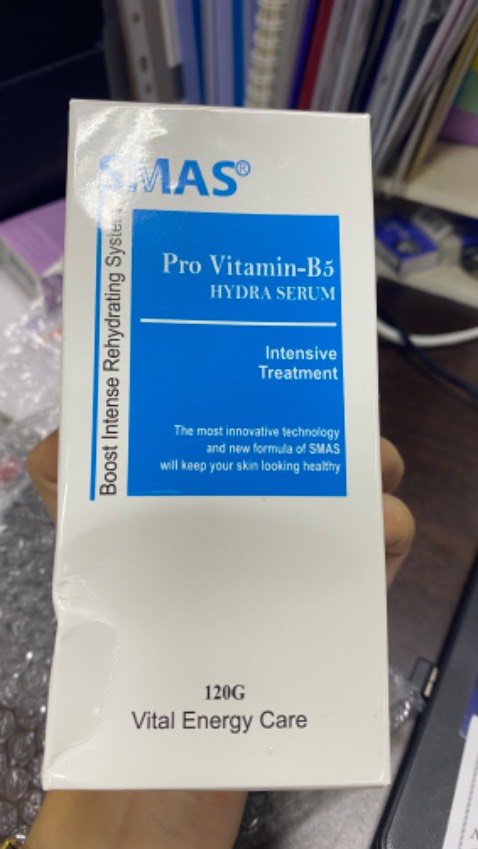 SMAS®
Boost Intense Rehydrating System
Pro Vitamin-B5
HYDRA SERUM
Intensive
Treatment
The most innovative technology
and new formula of SMAS
will keep your skin looking healthy
120G
Vital Energy Care